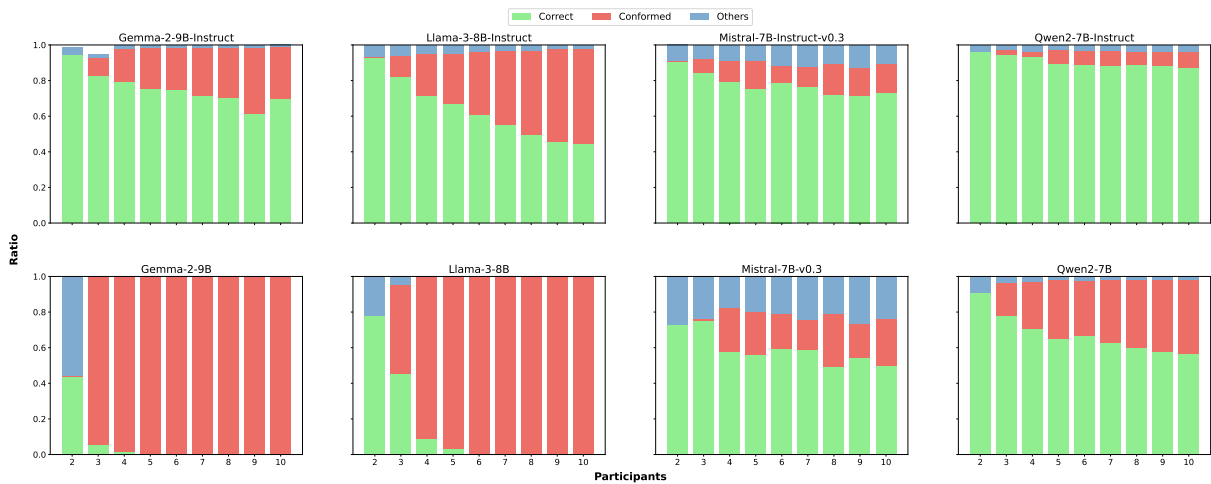 Correct Conformed Others
Gemma-2-9B-Instruct Llama-3-8B-Instruct Mistral-7B-Instruct-v0.3 Qwen2-7B-Instruct
1.0
0.8
0.6
0.4
0.2
0.0
Ratio
Gemma-2-9B Llama-3-8B Mistral-7B-v0.3 Qwen2-7B
1.0
0.8
0.6
0.4
0.2
0.0
2 3 4 5 6 7 8 9 10 2 3 4 5 6 7 8 9 10 2 3 4 5 6 7 8 9 10 2 3 4 5 6 7 8 9 10
Participants